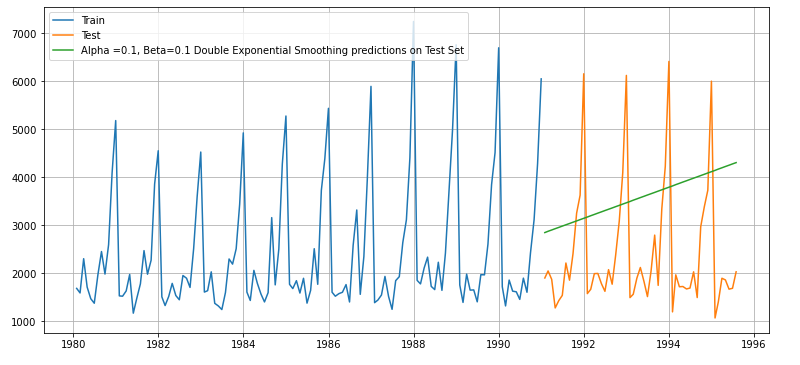 Train
Test
Alpha =0.1, Beta=0.1 Double Exponential Smoothing predictions on Test Set
7000
6000
5000
4000
3000
2000
1000
1980 1982 1984 1986 1988 1990 1992 1994 1996